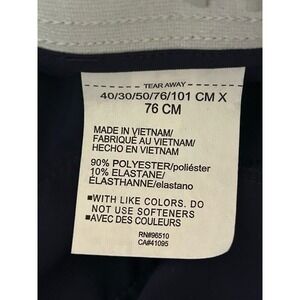 TEAR AWAY
40/30/50/76/101 CM X
76 CM
MADE IN VIETNAM/
FABRIQUÉ AU VIETNAM/
HECHO EN VIETNAM
90% POLYESTER/poliéster
10% ELASTANE/
ÉLASTHANNE/elastano
■WITH LIKE COLORS. DO
NOT USE SOFTENERS
■AVEC DES COULEURS
RN#96510
CA#41095